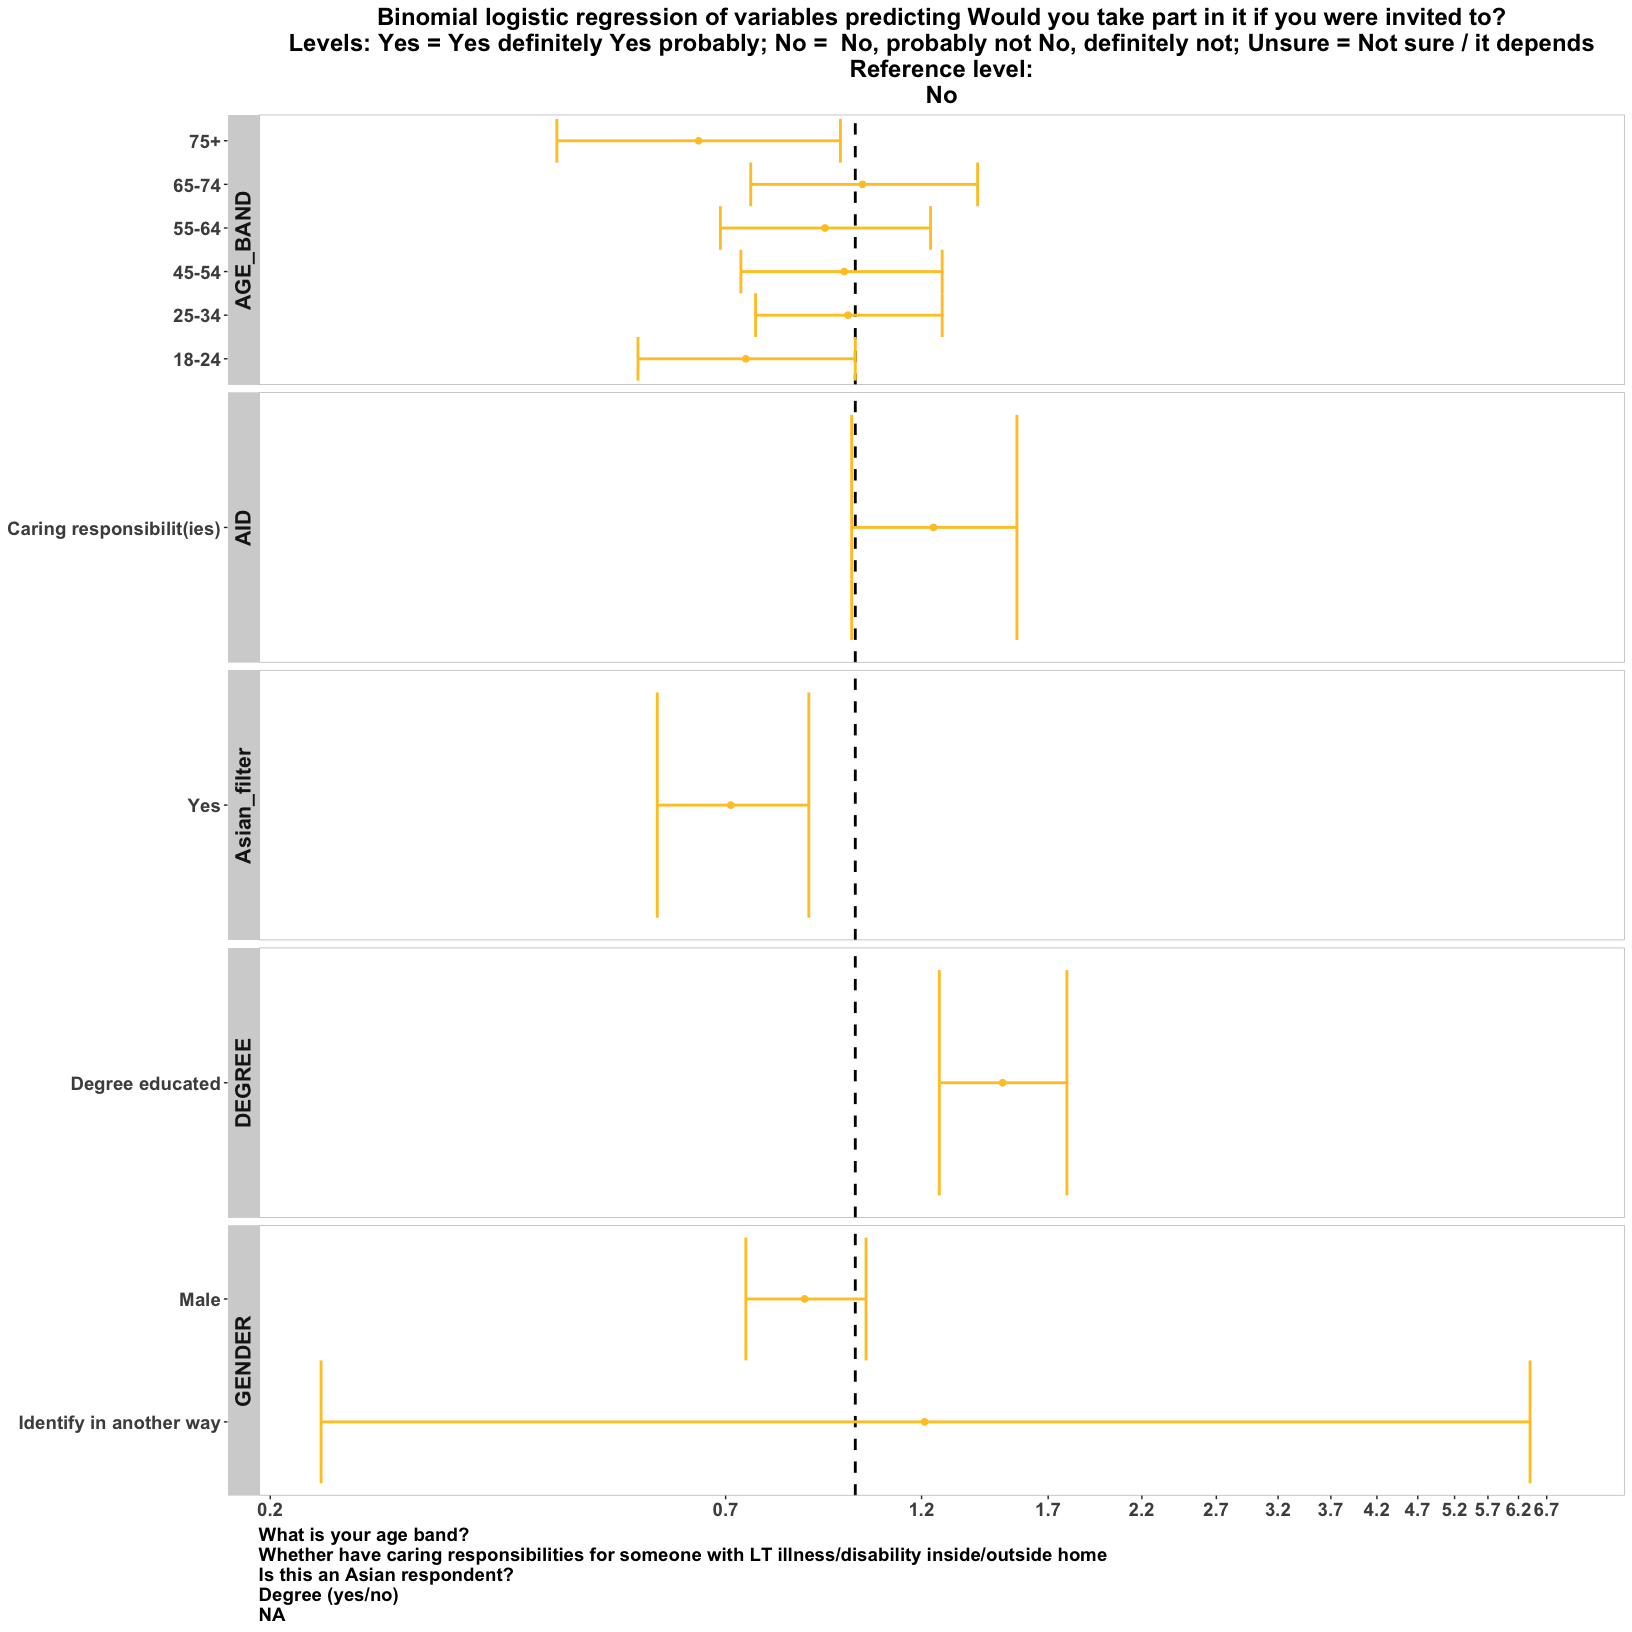 Binomial logistic regression of variables predicting Would you take part in it if you were invited to?
Levels: Yes = Yes definitely Yes probably; No =  No, probably not No, definitely not; Unsure = Not sure / it depends
Reference level:
No
AGE_BAND
75+
65-74
55-64
45-54
25-34
18-24
AID
Caring responsibilit(ies)
Asian_filter
Yes
DEGREE
Degree educated
GENDER
Male
Identify in another way
0.2 0.7 1.2 1.7 2.2 2.7 3.2 3.7 4.2 4.7 5.2 5.7 6.2 6.7
What is your age band?
Whether have caring responsibilities for someone with LT illness/disability inside/outside home
Is this an Asian respondent?
Degree (yes/no)
NA